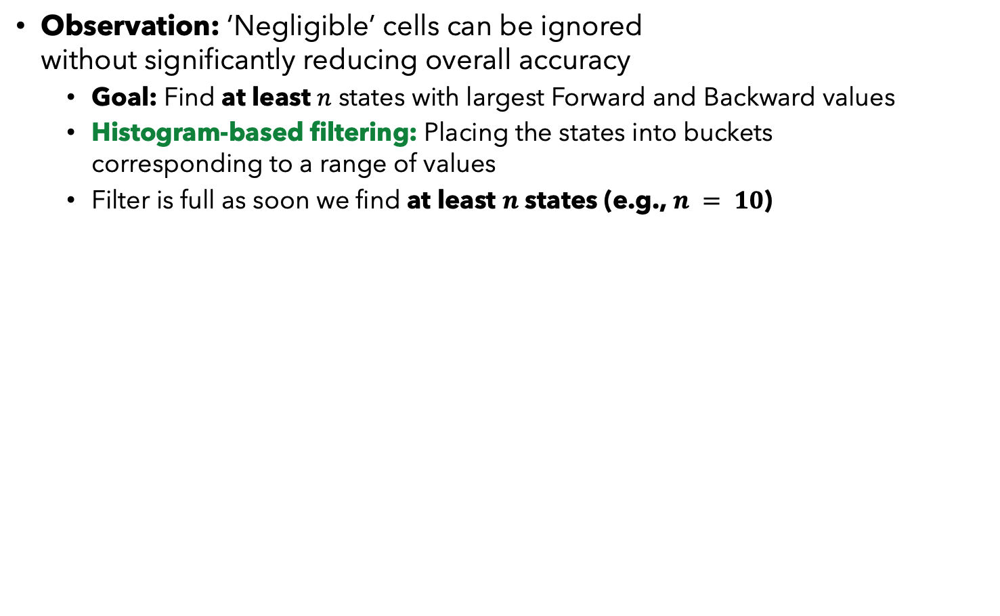 • Observation: ‘Negligible’ cells can be ignored
without significantly reducing overall accuracy
• Goal: Find at least n states with largest Forward and Backward values
• Histogram-based filtering: Placing the states into buckets
corresponding to a range of values
• Filter is full as soon we find at least n states (e.g., n = 10)